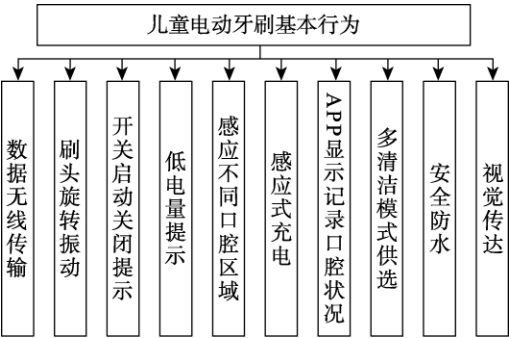 儿童电动牙刷基本行为
数据无线传输
刷头旋转振动
开关启动关闭提示
低电量提示
感应不同口腔区域
感应式充电
APP显示记录口腔状况
多清洁模式供选
安全防水
视觉传达